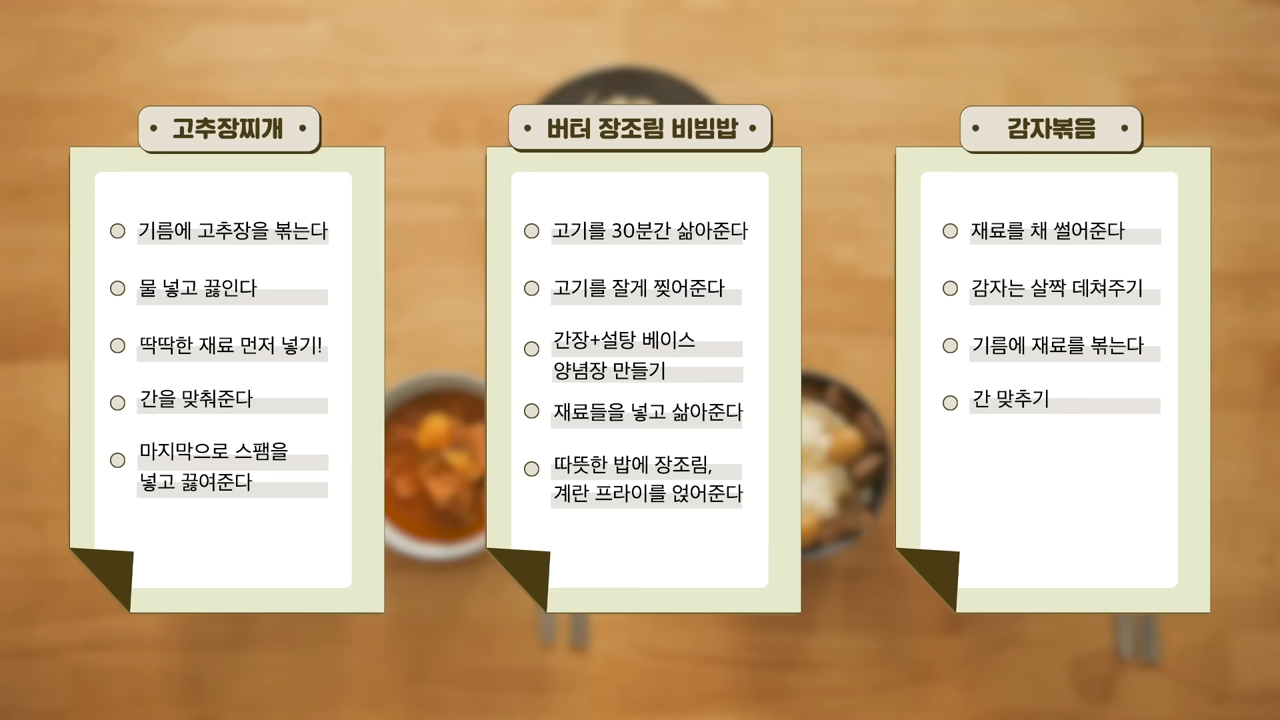 고추장찌개
기름에 고추장을 볶는다
물 넣고 끓인다
딱딱한 재료 먼저 넣기!
간을 맞춰준다
마지막으로 스팸을
넣고 끓여준다
버터 장조림 비빔밥
고기를 30분간 삶아준다
고기를 잘게 찢어준다
간장+설탕 베이스
양념장 만들기
재료들을 넣고 삶아준다
따뜻한 밥에 장조림,
계란 프라이를 얹어준다
감자볶음
재료를 채 썰어준다
감자는 살짝 데쳐주기
기름에 재료를 볶는다
간 맞추기